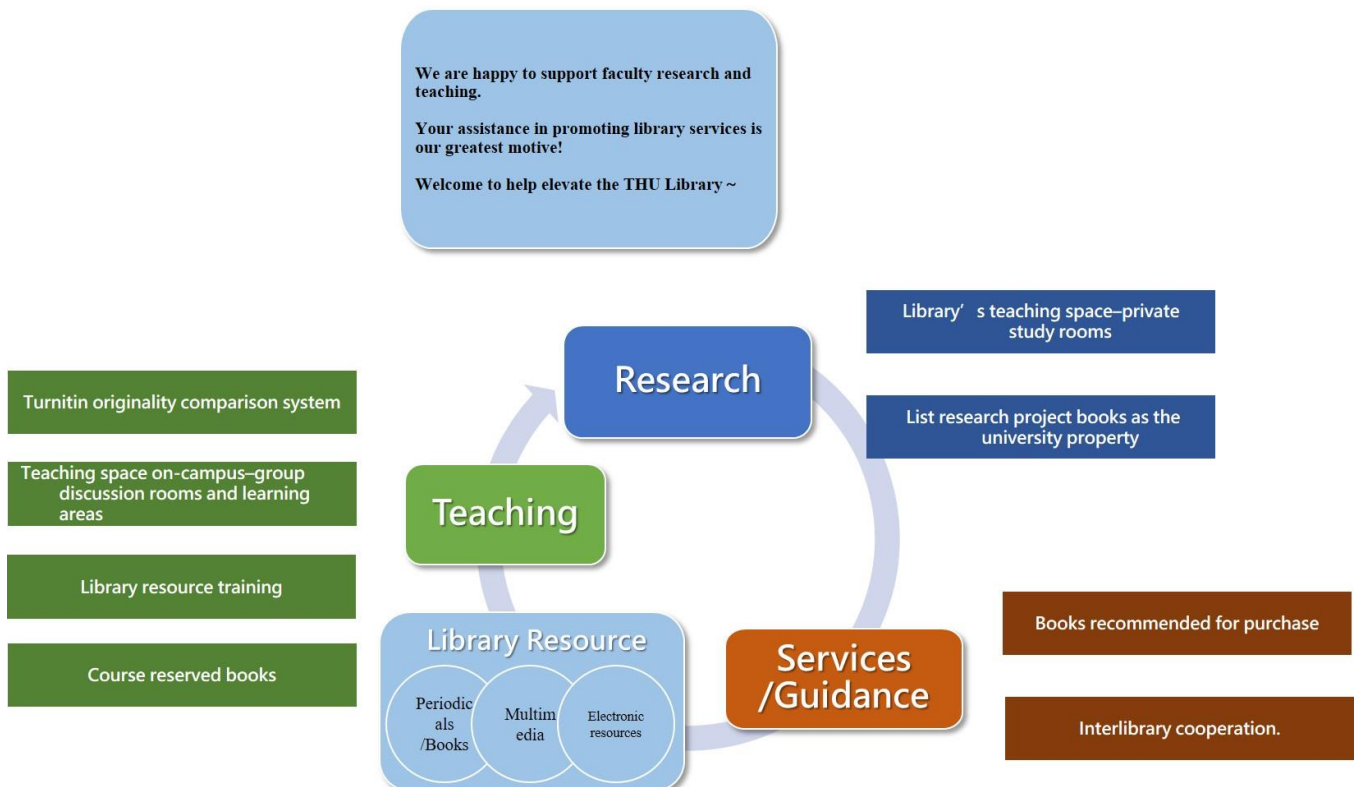 We are happy to support faculty research and
teaching.
Your assistance in promoting library services is
our greatest motive!
Welcome to help elevate the THU Library ~
Library’s teaching space–private
study rooms
Research
List research project books as the
university property
Turnitin originality comparison system
Teaching space on-campus–group
discussion rooms and learning
areas
Teaching
Library resource training
Course reserved books
Library Resource
Periodic
als
/Books
Multim
edia
Electronic
resources
Services
/Guidance
Books recommended for purchase
Interlibrary cooperation.